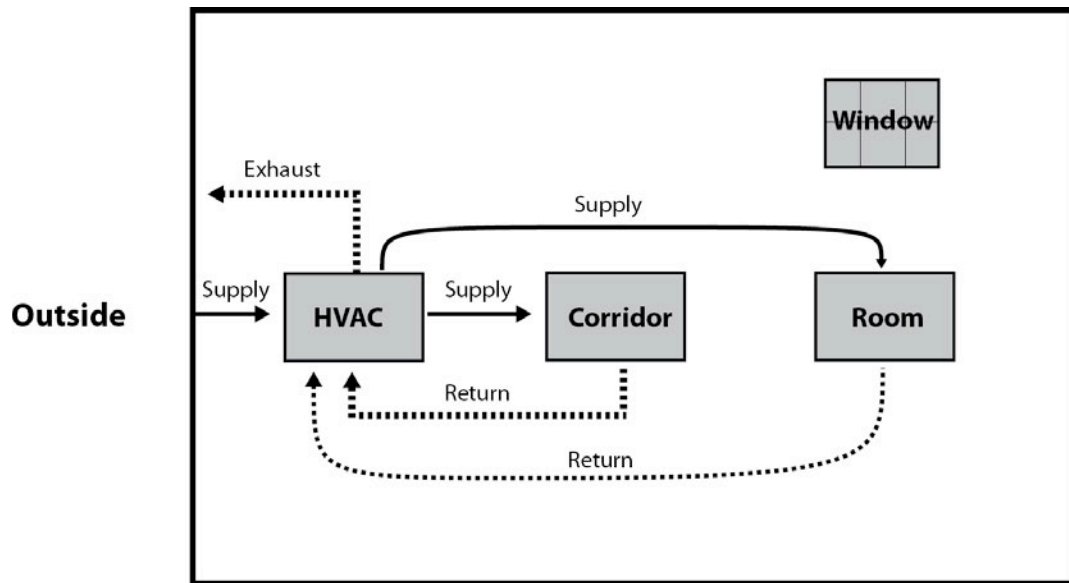 Window
Exhaust
Supply
Supply
Supply
Outside
HVAC
Corridor
Room
Return
Return